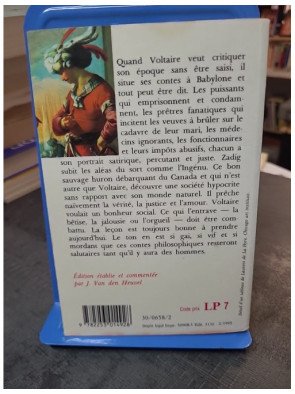 Quand Voltaire veut critiquer
son époque sans être saisi, il
situe ses contes à Babylone et
tout peut être dit. Les puissants
qui emprisonnent et condam-
nent, les prêtres fanatiques qui
incitent les veuves à brûler sur le
cadavre de leur mari, les méde-
cins ignorants, les fonctionnaires
et leurs impôts abusifs, chacun a
son portrait satirique, percutant et juste. Zadig
subit les aléas du sort comme l'Ingénu. Ce bon
sauvage huron débarquant du Canada et qui n'est
autre que Voltaire, découvre une société hypocrite
sans rapport avec son monde naturel. Il prêche
naïvement la vérité, la justice et l'amour. Voltaire
voulait un bonheur social. Ce qui l'entrave — la
bêtise, la jalousie ou l'orgueil — doit être com-
battu. La leçon est toujours bonne à prendre
aujourd'hui. Le ton en est si gai, si vif et si
mordant que ces contes philosophiques resteront
salutaires tant qu'il y aura des hommes.
Édition établie et commentée
par J. Van den Heuvel
Code prix LP 7
30/0658/2
9 782253 014928